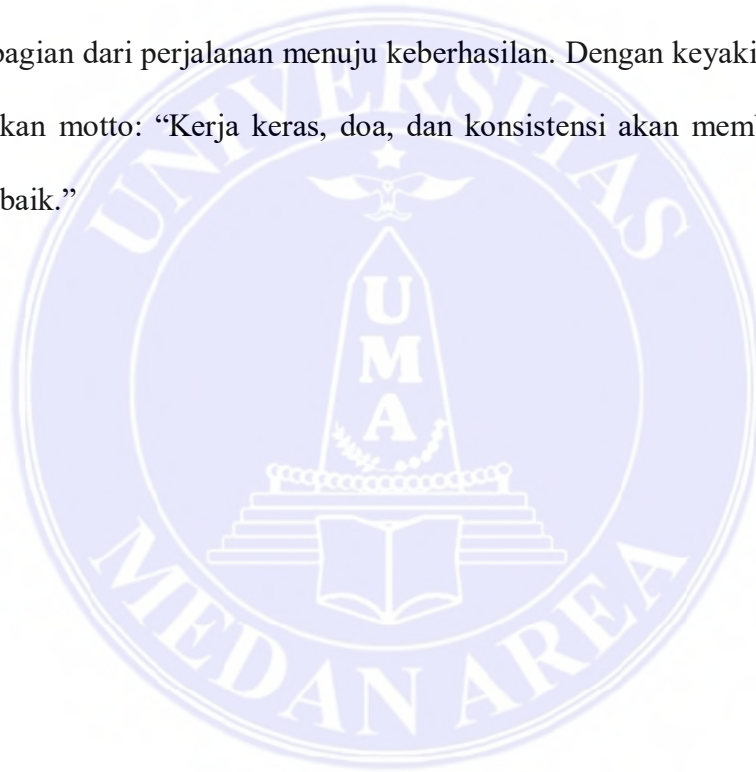 bagian dari perjalanan menuju keberhasilan. Dengan keyaki
kan motto: “Kerja keras, doa, dan konsistensi akan mem
baik.”
UNIVERSITAS
U
M
A
MEDAN AREA